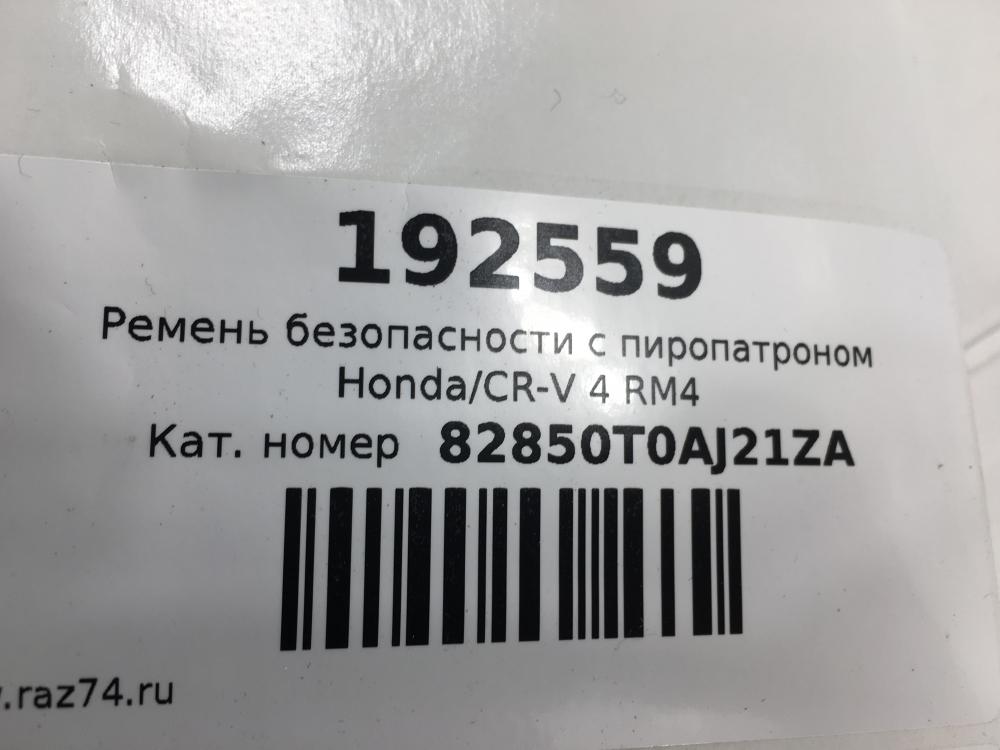 192559
Ремень безопасности с пиропатроном
Honda/CR-V 4 RM4
Кат. номер 82850T0AJ21ZA
.raz74.ru